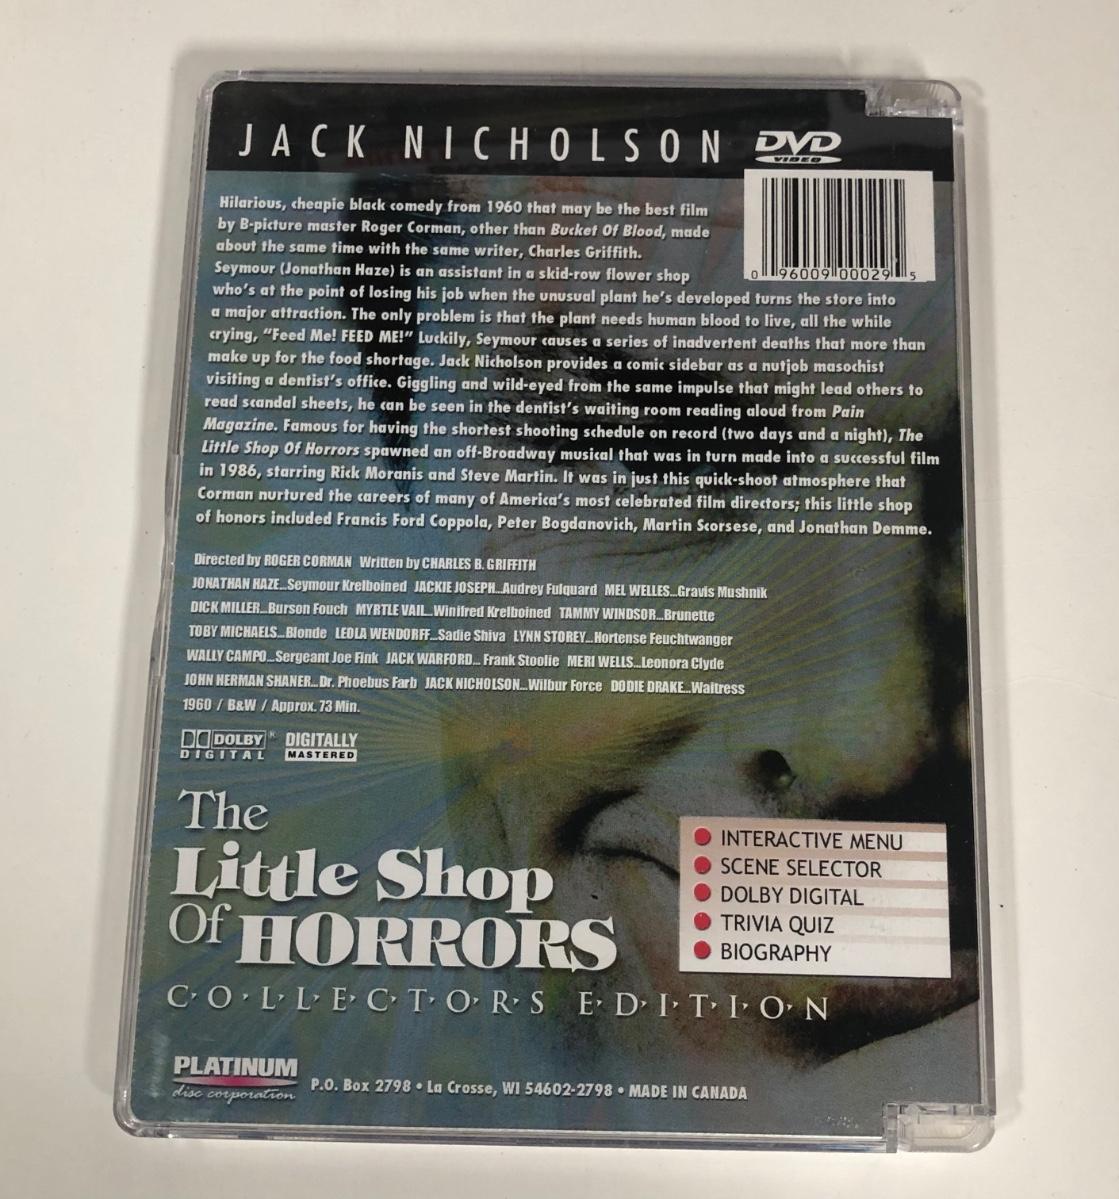 JACK NICHOLSON
DVD
VIDEO
Hilarious, cheapie black comedy from 1960 that may be the best film
by B-picture master Roger Corman, other than Bucket Of Blood, made
about the same time with the same writer, Charles Griffith.
Seymour (Jonathan Haze) is an assistant in a skid-row flower shop
who's at the point of losing his job when the unusual plant he's developed turns the store into
a major attraction. The only problem is that the plant needs human blood to live, all the while
crying, "Feed Me! FEED ME!" Luckily, Seymour causes a series of inadvertent deaths that more than
make up for the food shortage. Jack Nicholson provides a comic sidebar as a nutjob masochist
visiting a dentist's office. Giggling and wild-eyed from the same impulse that might lead others to
read scandal sheets, he can be seen in the dentist's waiting room reading aloud from Pain
Magazine. Famous for having the shortest shooting schedule on record (two days and a night), The
Little Shop Of Horrors spawned an off-Broadway musical that was in turn made into a successful film
in 1986, starring Rick Moranis and Steve Martin. It was in just this quick-shoot atmosphere that
Corman nurtured the careers of many of America's most celebrated film directors; this little shop
of honors included Francis Ford Coppola, Peter Bogdanovich, Martin Scorsese, and Jonathan Demme.
0 96009 00029 5
Directed by ROGER CORMAN Written by CHARLES B. GRIFFITH
JONATHAN HAZE...Seymour Krelboined JACKIE JOSEPH...Audrey Fulquard MEL WELLES...Gravis Mushnik
DICK MILLER...Burson Fouch MYRTLE VAIL...Winifred Krelboined TAMMY WINDSOR...Brunette
TOBY MICHAELS...Blonde LEOLA WENDORFF...Sadie Shiva LYNN STOREY...Hortense Feuchtwanger
WALLY CAMPO...Sergeant Joe Fink JACK WARFORD... Frank Stoolie MERI WELLS...Leonora Clyde
JOHN HERMAN SHANER...Dr. Phoebus Farb JACK NICHOLSON...Wilbur Force DODIE DRAKE...Waitress
1960 / B&W / Approx. 73 Min.
DOLBY®
DIGITAL
DIGITALLY
MASTERED
The
Little Shop
Of HORRORS
C·O·L·L·E·C·T·O·R·S E·D·I·T·I·O·N
INTERACTIVE MENU
SCENE SELECTOR
DOLBY DIGITAL
TRIVIA QUIZ
BIOGRAPHY
PLATINUM
disc corporation
P.O. Box 2798 • La Crosse, WI 54602-2798 • MADE IN CANADA